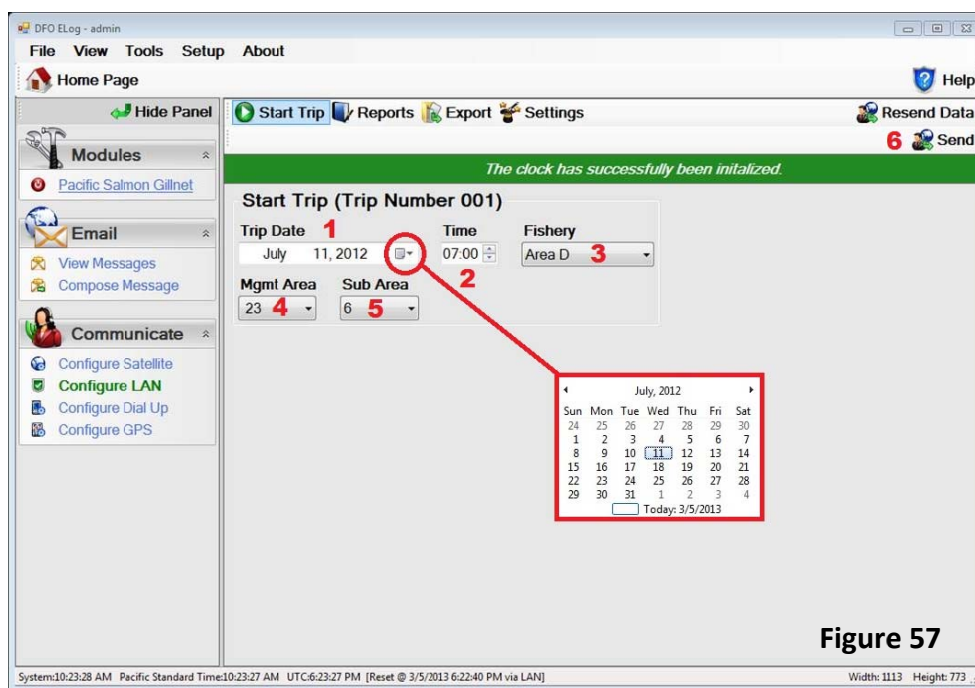 DFO ELog - admin
File View Tools Setup About
Home Page Help
Hide Panel Start Trip Reports Export Settings Resend Data
6 Send
The clock has successfully been initalized.
Modules
Pacific Salmon Gillnet
Email
View Messages
Compose Message
Communicate
Configure Satellite
Configure LAN
Configure Dial Up
Configure GPS
Start Trip (Trip Number 001)
Trip Date 1 Time Fishery
July 11, 2012 07:00 Area D 3
2
Mgmt Area Sub Area
23 4 6 5
July, 2012
Sun Mon Tue Wed Thu Fri Sat
24 25 26 27 28 29 30
1 2 3 4 5 6 7
8 9 10 11 12 13 14
15 16 17 18 19 20 21
22 23 24 25 26 27 28
29 30 31 1 2 3 4
Today: 3/5/2013
Figure 57
System:10:23:28 AM Pacific Standard Time:10:23:27 AM UTC:6:23:27 PM [Reset @ 3/5/2013 6:22:40 PM via LAN] Width: 1113 Height: 773